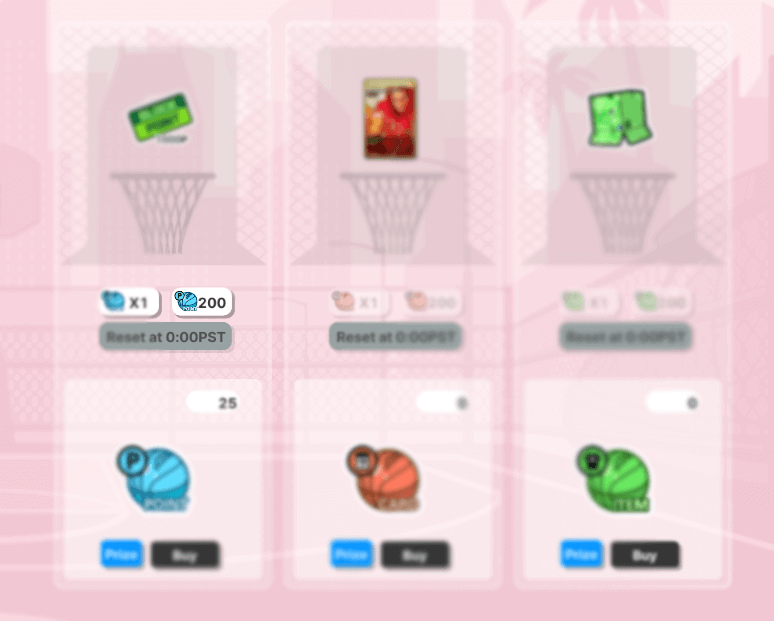 POINT
X1 200 X1 200 X1
Reset at 0:00PST Reset at 0:00PST Reset at 0:00PST
25 0 0
P
POINT CARD ITEM
Prize Buy Prize Buy Prize Buy